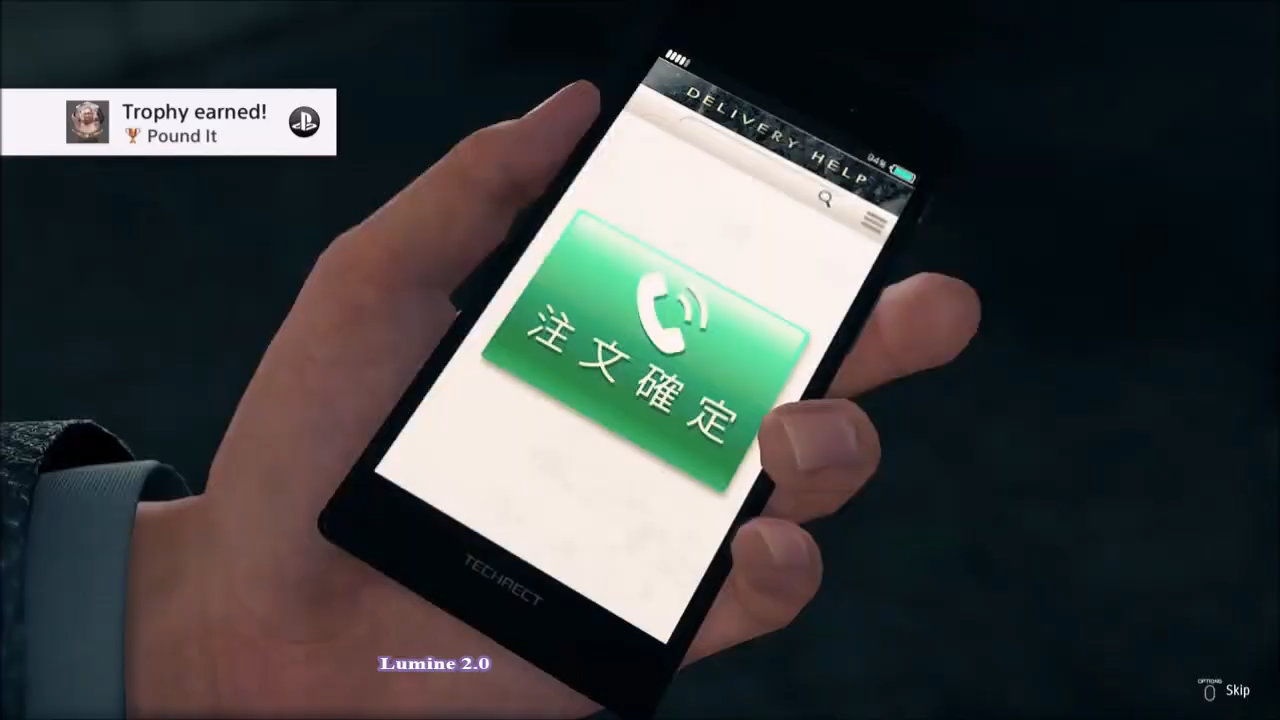 Trophy earned!
Pound It
DELIVERY HELP
94%
注文確定
TECHRECT
Lumine 2.0
OPTIONS
Skip